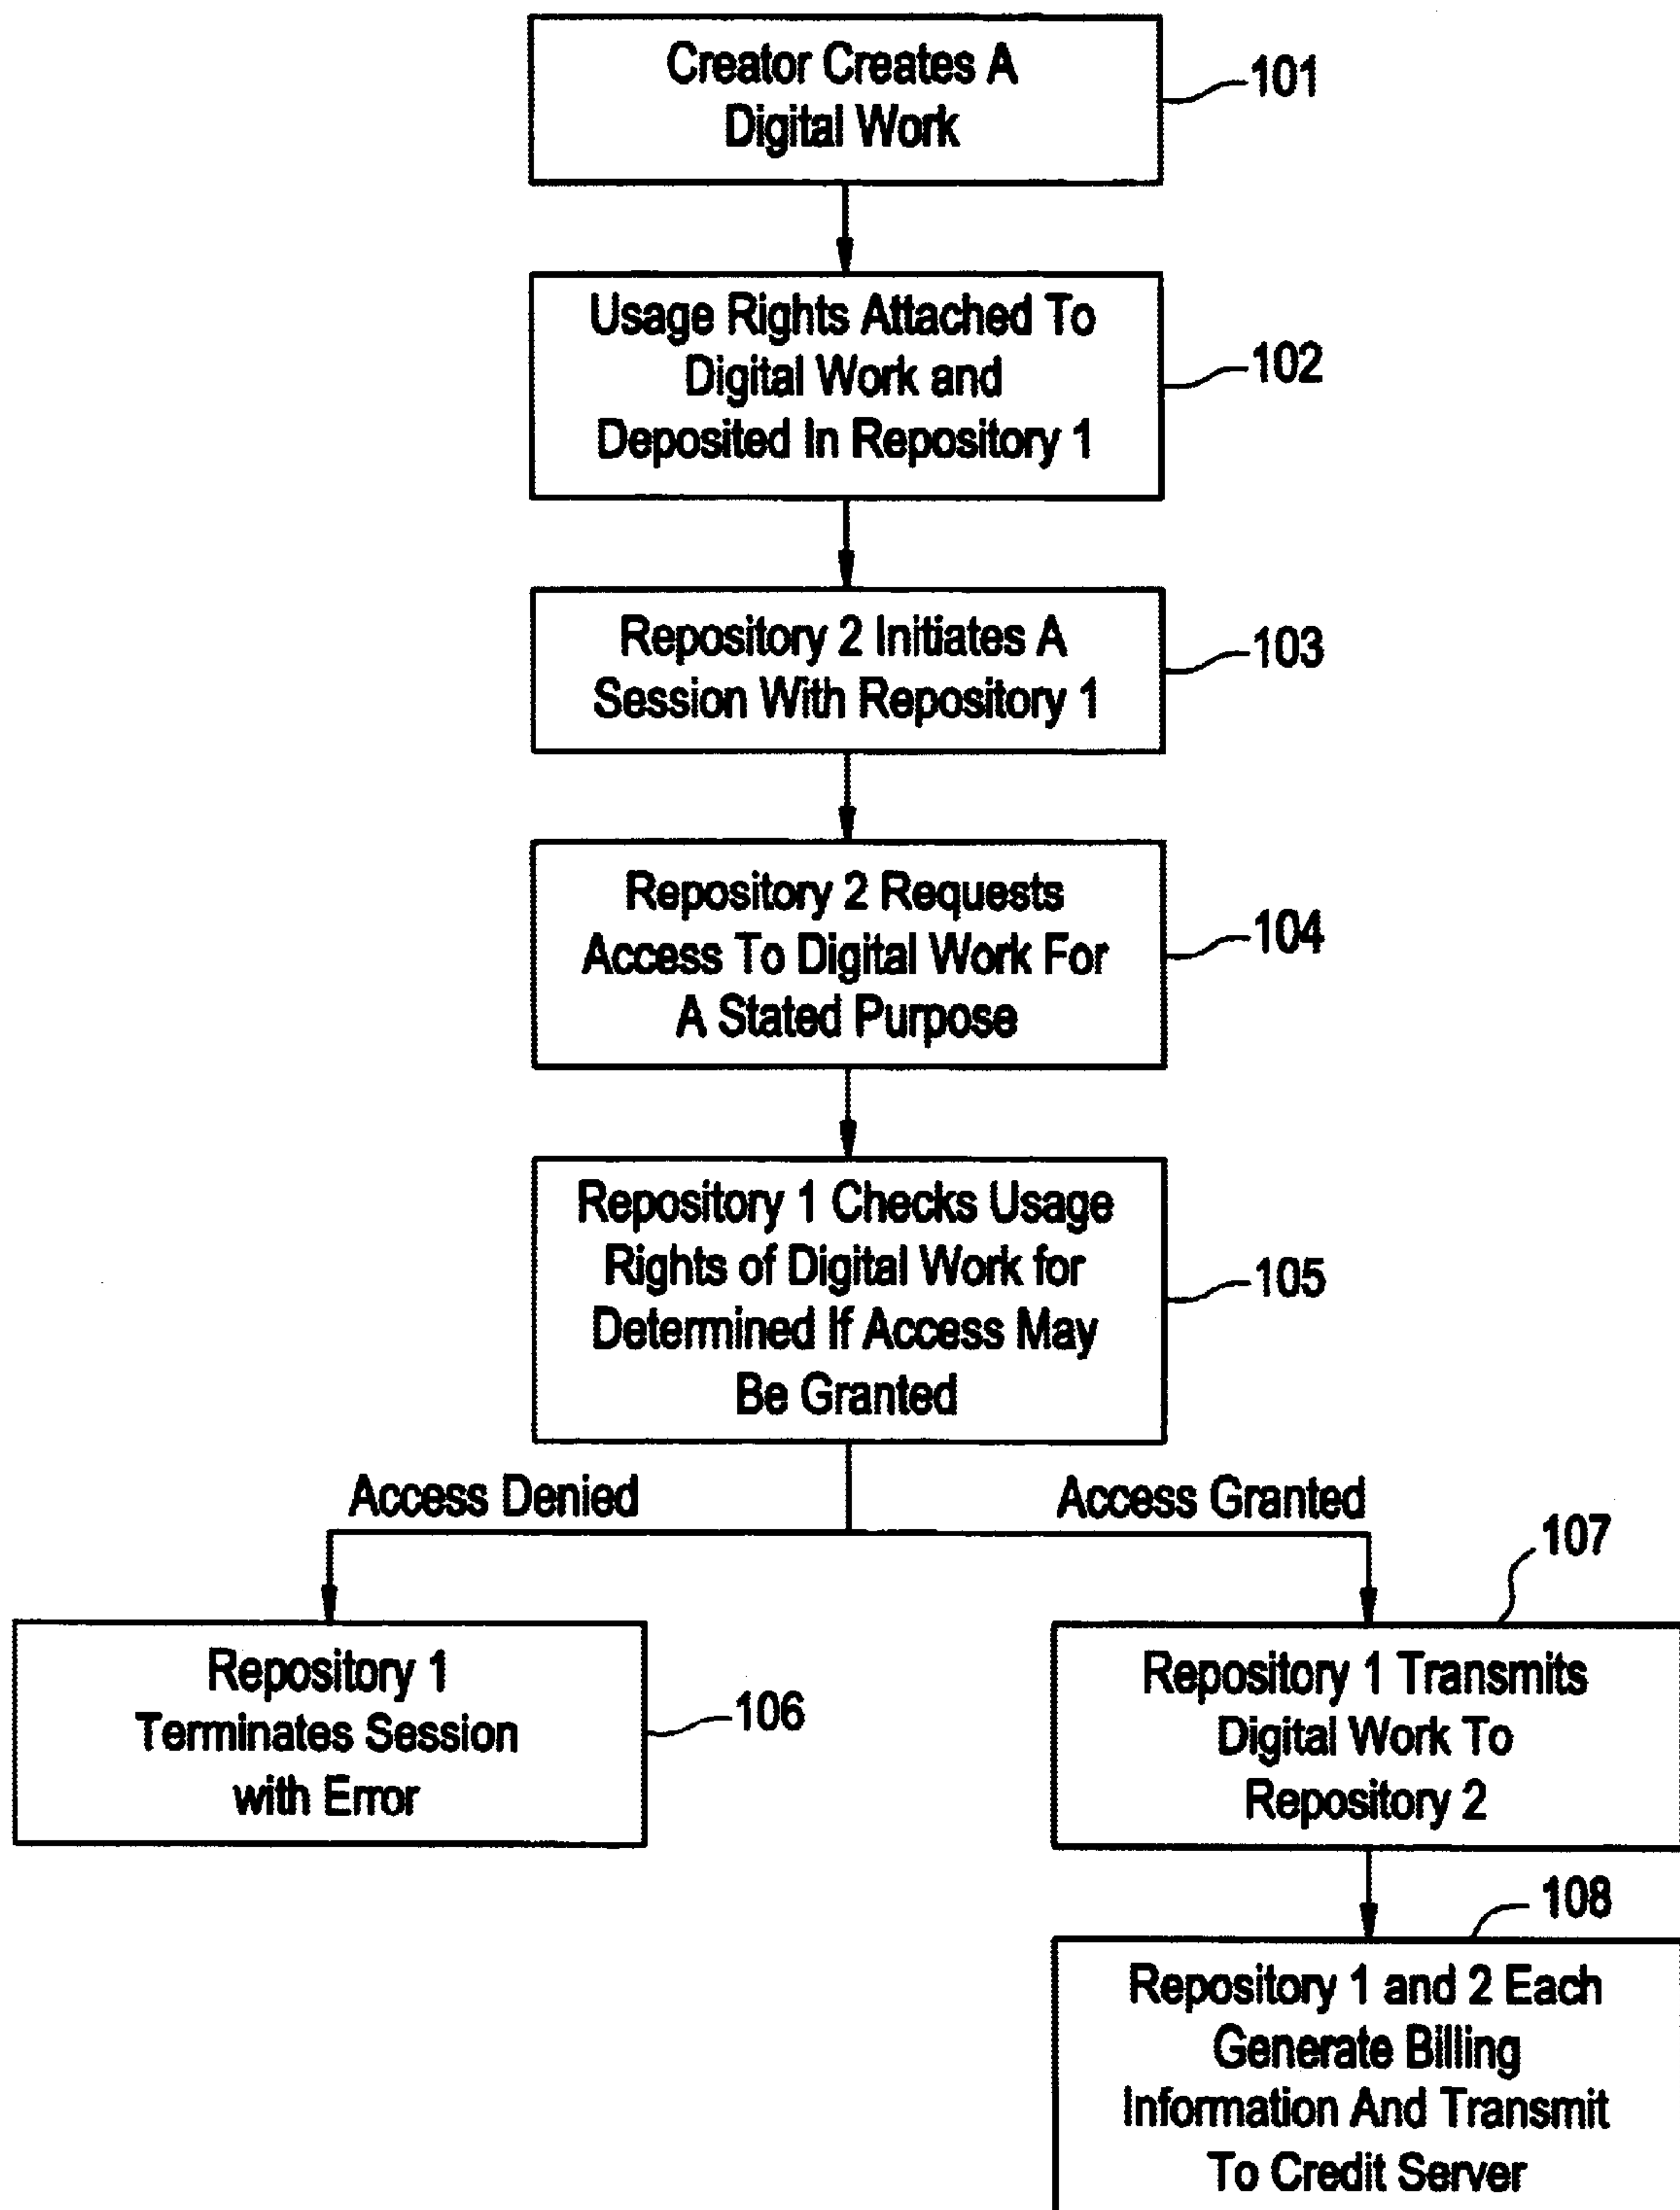 Creator Creates A
Digital Work
101
Usage Rights Attached To
Digital Work and
Deposited In Repository 1
102
Repository 2 Initiates A
Session With Repository 1
103
Repository 2 Requests
Access To Digital Work For
A Stated Purpose
104
Repository 1 Checks Usage
Rights of Digital Work for
Determined If Access May
Be Granted
105
Access Denied
Access Granted
Repository 1
Terminates Session
with Error
106
107
Repository 1 Transmits
Digital Work To
Repository 2
108
Repository 1 and 2 Each
Generate Billing
Information And Transmit
To Credit Server